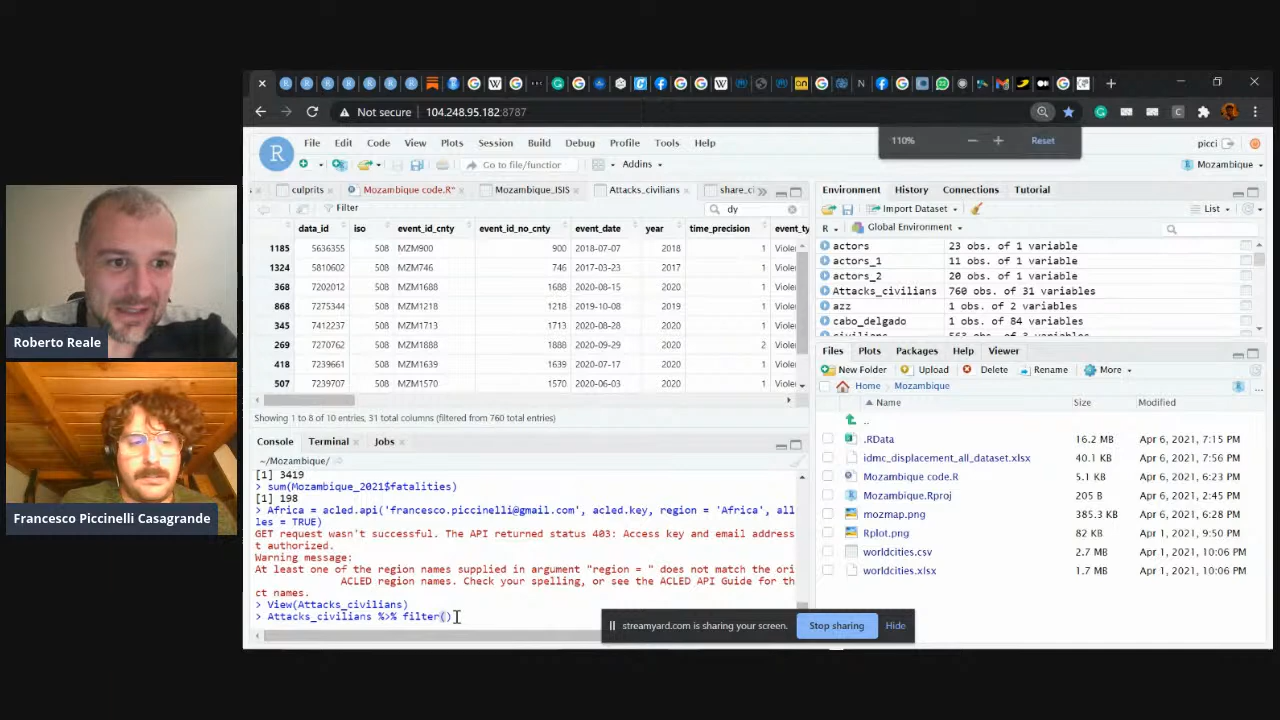 Not secure
104.248.95.182:8787
110%
Reset
File Edit Code View Plots Session Build Debug Profile Tools Help
picci
Go to file/function
Addins
Mozambique
culprits
Mozambique code.R*
Mozambique_ISIS
Attacks_civilians
share_ci
Filter
dy
data_id iso event_id_cnty event_id_no_cnty event_date year time_precision event_ty
1185 5636355 508 MZM900 900 2018-07-07 2018 1 Violer
1324 5810602 508 MZM746 746 2017-03-23 2017 1 Violer
368 7202012 508 MZM1688 1688 2020-08-15 2020 1 Violer
868 7275344 508 MZM1218 1218 2019-10-08 2019 1 Violer
345 7412237 508 MZM1713 1713 2020-08-28 2020 1 Violer
269 7270762 508 MZM1888 1888 2020-09-29 2020 2 Violer
418 7239661 508 MZM1639 1639 2020-07-17 2020 1 Violer
507 7239707 508 MZM1570 1570 2020-06-03 2020 1 Violer
Showing 1 to 8 of 10 entries, 31 total columns (filtered from 760 total entries)
Console Terminal Jobs
~/Mozambique/
[1] 3419
> sum(Mozambique_2021$fatalities)
[1] 198
> Africa = acled.api('francesco.piccinelli@gmail.com', acled.key, region = 'Africa', al
les = TRUE)
GET request wasn't successful. The API returned status 403: Access key and email address
t authorized.
Warning message:
At least one of the region names supplied in argument "region = " does not match the ori
ACLED region names. Check your spelling, or see the ACLED API Guide for th
ct names.
> View(Attacks_civilians)
> Attacks_civilians %>% filter()
Environment History Connections Tutorial
Import Dataset
List
R
Global Environment
actors 23 obs. of 1 variable
actors_1 11 obs. of 1 variable
actors_2 20 obs. of 1 variable
Attacks_civilians 760 obs. of 31 variables
azz 1 obs. of 2 variables
cabo_delgado 1 obs. of 84 variables
Files Plots Packages Help Viewer
New Folder Upload Delete Rename More
Home Mozambique
Name Size Modified
..
.RData 16.2 MB Apr 6, 2021, 7:15 PM
idmc_displacement_all_dataset.xlsx 40.1 KB Apr 6, 2021, 7:56 PM
Mozambique code.R 5.1 KB Apr 6, 2021, 6:23 PM
Mozambique.Rproj 205 B Apr 6, 2021, 2:45 PM
mozmap.png 385.3 KB Apr 6, 2021, 6:28 PM
Rplot.png 82 KB Apr 1, 2021, 9:50 PM
worldcities.csv 2.7 MB Apr 1, 2021, 10:06 PM
worldcities.xlsx 1.7 MB Apr 1, 2021, 10:06 PM
streamyard.com is sharing your screen.
Stop sharing
Hide
Roberto Reale
Francesco Piccinelli Casagrande